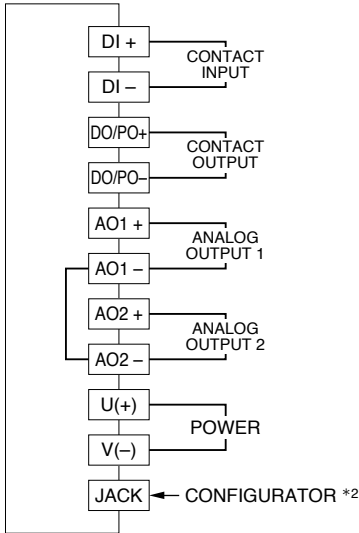 DI +
CONTACT
INPUT
DI −
DO/PO+
CONTACT
OUTPUT
DO/PO−
AO1 +
ANALOG
OUTPUT 1
AO1 −
AO2 +
ANALOG
OUTPUT 2
AO2 −
U(+)
POWER
V(−)
JACK
CONFIGURATOR *2